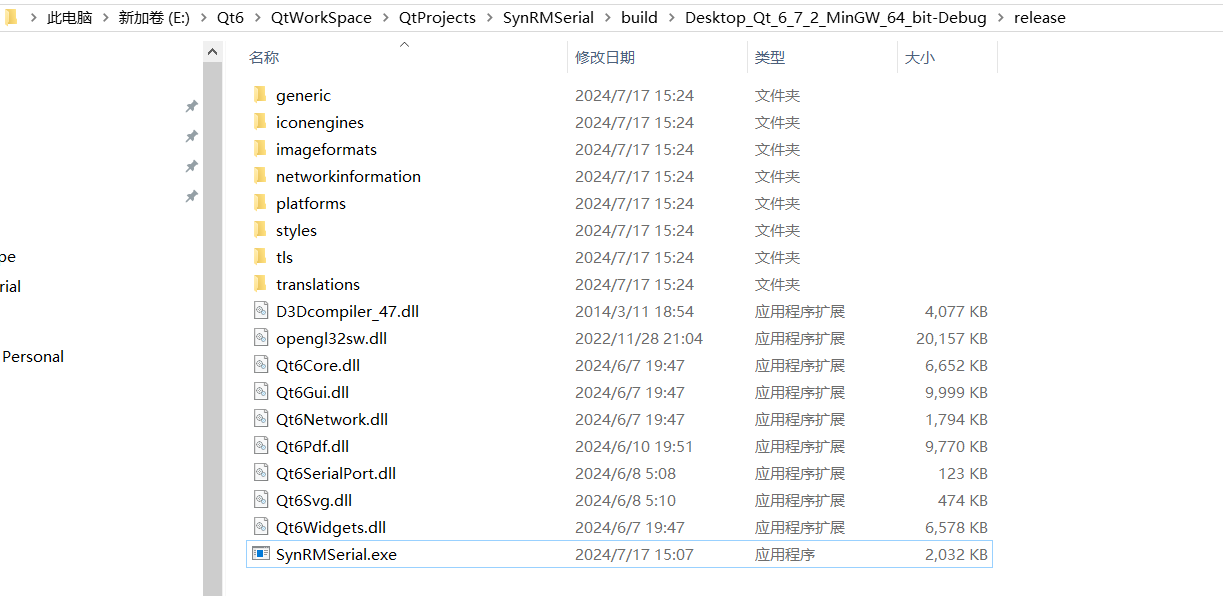 此电脑 > 新加卷 (E:) > Qt6 > QtWorkSpace > QtProjects > SynRMSerial > build > Desktop_Qt_6_7_2_MinGW_64_bit-Debug > release
名称 修改日期 类型 大小
generic 2024/7/17 15:24 文件夹
iconengines 2024/7/17 15:24 文件夹
imageformats 2024/7/17 15:24 文件夹
networkinformation 2024/7/17 15:24 文件夹
platforms 2024/7/17 15:24 文件夹
styles 2024/7/17 15:24 文件夹
pe
tls 2024/7/17 15:24 文件夹
rial
translations 2024/7/17 15:24 文件夹
D3Dcompiler_47.dll 2014/3/11 18:54 应用程序扩展 4,077 KB
opengl32sw.dll 2022/11/28 21:04 应用程序扩展 20,157 KB
Personal
Qt6Core.dll 2024/6/7 19:47 应用程序扩展 6,652 KB
Qt6Gui.dll 2024/6/7 19:47 应用程序扩展 9,999 KB
Qt6Network.dll 2024/6/7 19:47 应用程序扩展 1,794 KB
Qt6Pdf.dll 2024/6/10 19:51 应用程序扩展 9,770 KB
Qt6SerialPort.dll 2024/6/8 5:08 应用程序扩展 123 KB
Qt6Svg.dll 2024/6/8 5:10 应用程序扩展 474 KB
Qt6Widgets.dll 2024/6/7 19:47 应用程序扩展 6,578 KB
SynRMSerial.exe 2024/7/17 15:07 应用程序 2,032 KB